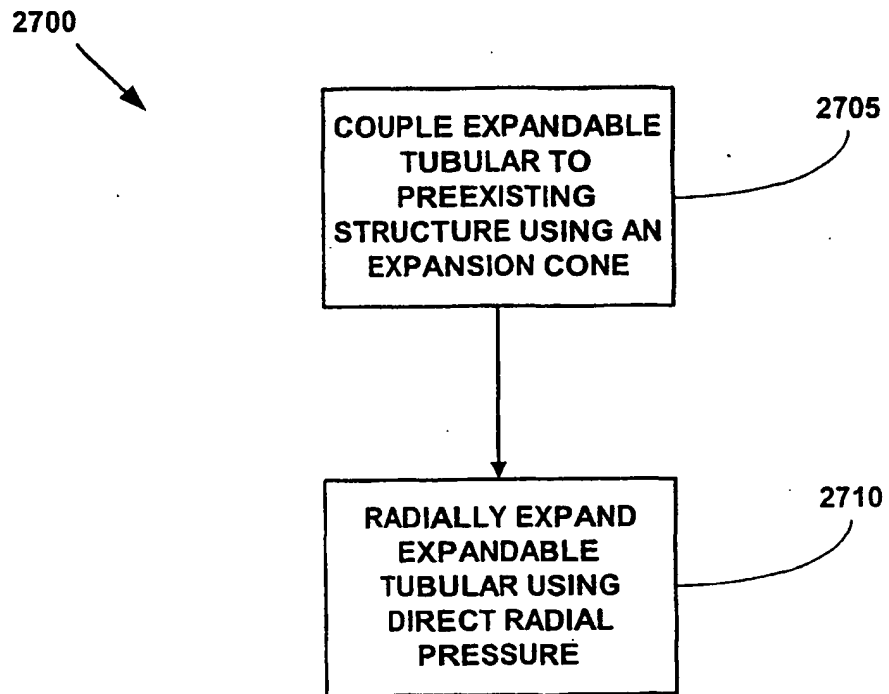 2700
COUPLE EXPANDABLE
TUBULAR TO
PREEXISTING
STRUCTURE USING AN
EXPANSION CONE
2705
RADIALLY EXPAND
EXPANDABLE
TUBULAR USING
DIRECT RADIAL
PRESSURE
2710